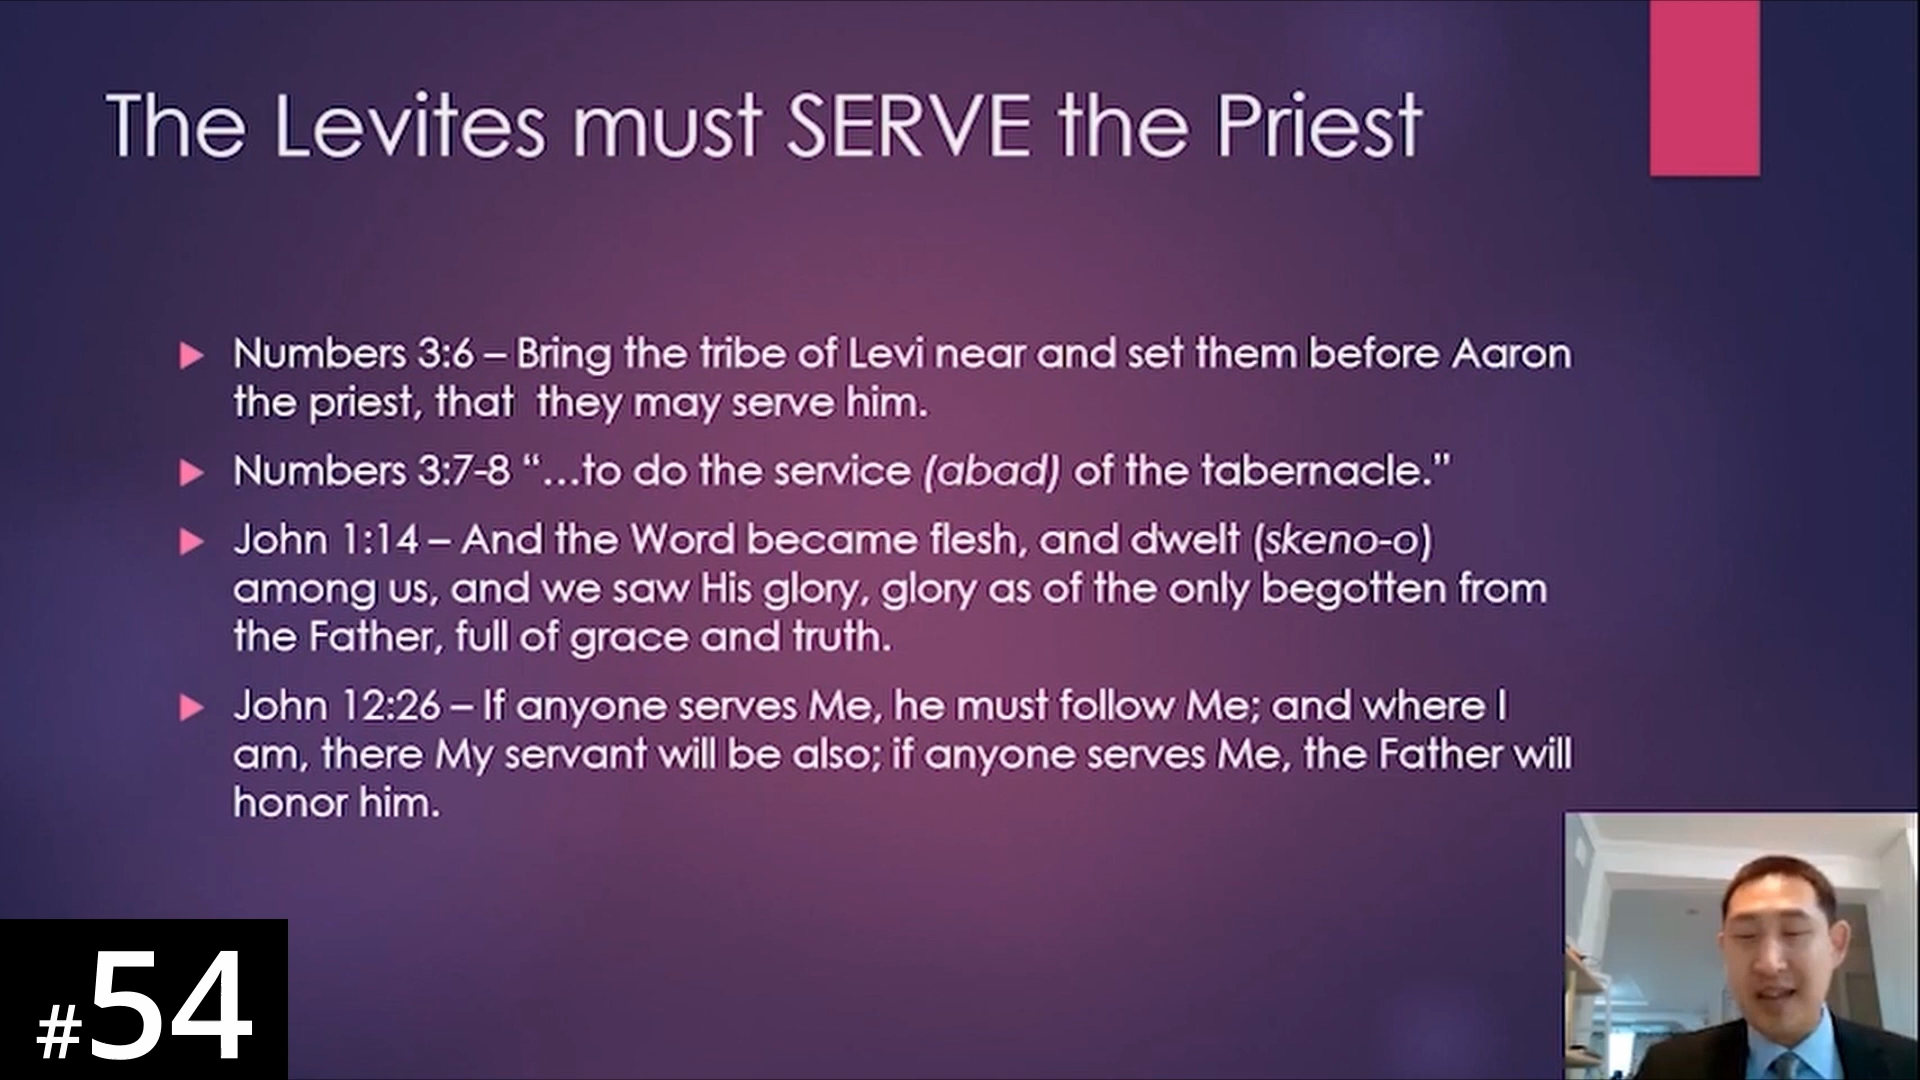 The Levites must SERVE the Priest
Numbers 3:6 – Bring the tribe of Levi near and set them before Aaron
the priest, that  they may serve him.
Numbers 3:7-8 “…to do the service (abad) of the tabernacle.”
John 1:14 – And the Word became flesh, and dwelt (skeno-o)
among us, and we saw His glory, glory as of the only begotten from
the Father, full of grace and truth.
John 12:26 – If anyone serves Me, he must follow Me; and where I
am, there My servant will be also; if anyone serves Me, the Father will
honor him.
#54